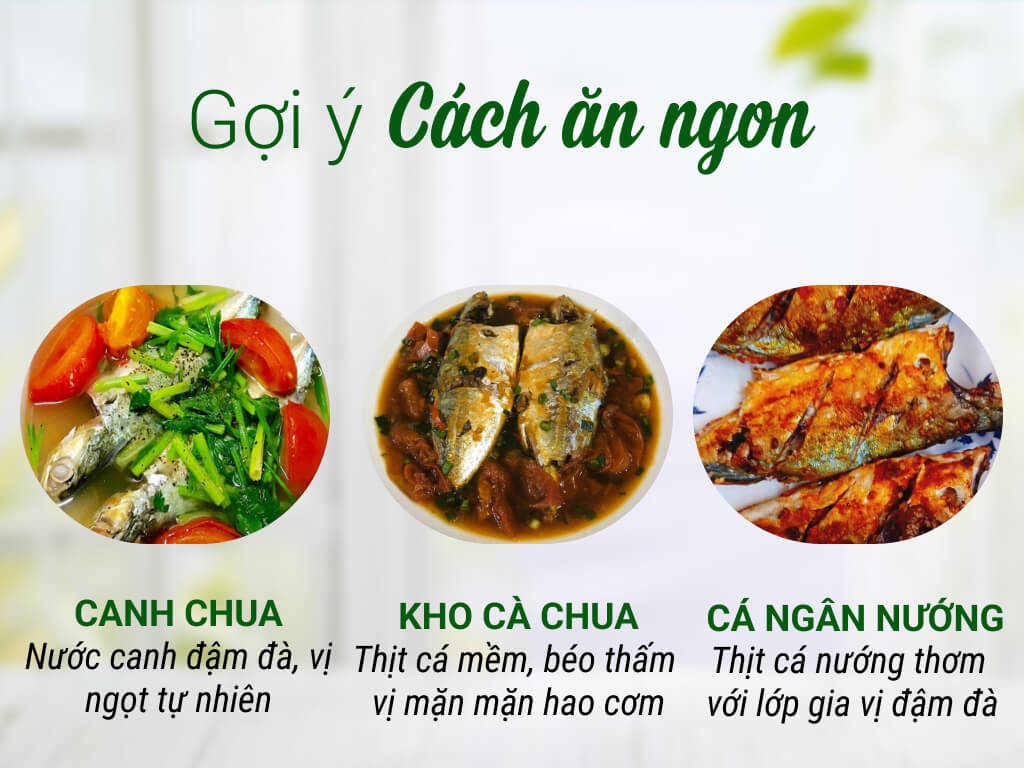 Gợi ý Cách ăn ngon
CANH CHUA
Nước canh đậm đà, vị
ngọt tự nhiên
KHO CÀ CHUA
Thịt cá mềm, béo thấm
vị mặn mặn hao cơm
CÁ NGÂN NƯỚNG
Thịt cá nướng thơm
với lớp gia vị đậm đà